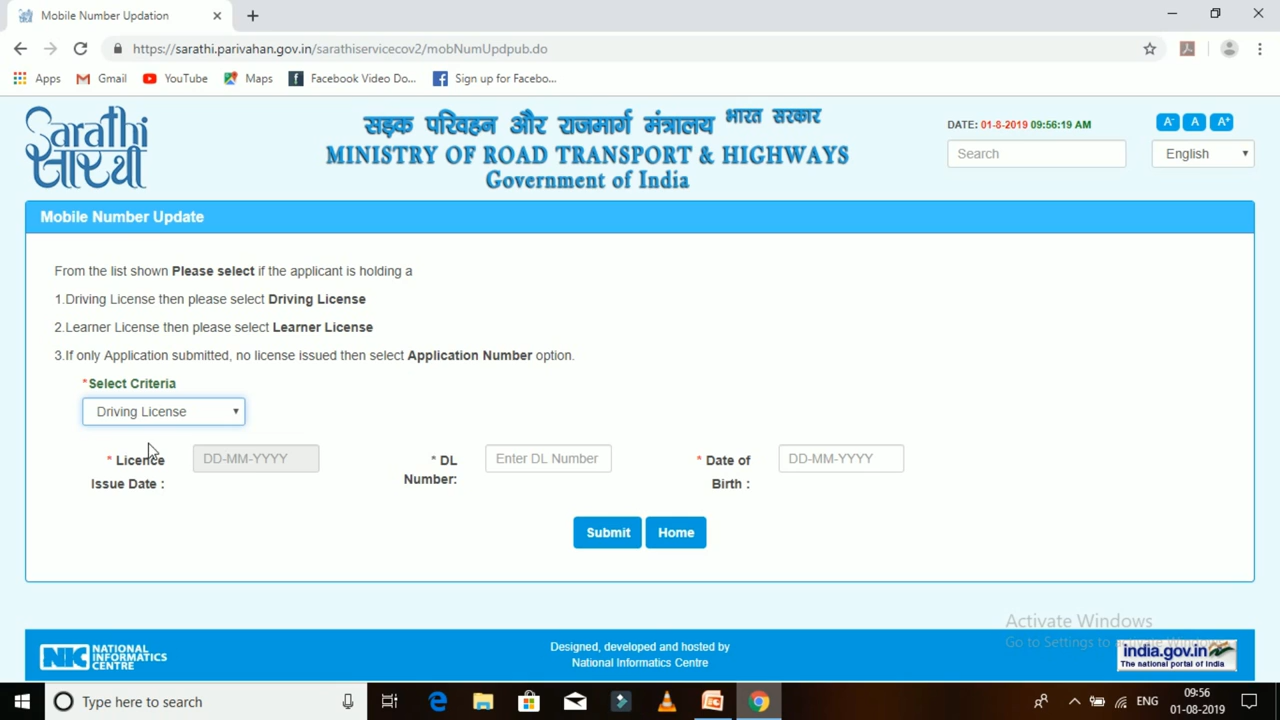 Mobile Number Updation
https://sarathi.parivahan.gov.in/sarathiservicecov2/mobNumUpdpub.do
Apps Gmail YouTube Maps Facebook Video Do... Sign up for Facebo...
Sarathi
सारथी
सड़क परिवहन और राजमार्ग मंत्रालय भारत सरकार
MINISTRY OF ROAD TRANSPORT & HIGHWAYS
Government of India
DATE: 01-8-2019 09:56:19 AM
A- A A+
Search
English
Mobile Number Update
From the list shown Please select if the applicant is holding a
1.Driving License then please select Driving License
2.Learner License then please select Learner License
3.If only Application submitted, no license issued then select Application Number option.
*Select Criteria
Driving License
* Licence Issue Date :
DD-MM-YYYY
* DL Number:
Enter DL Number
* Date of Birth :
DD-MM-YYYY
Submit Home
Activate Windows
Go to Settings to activate Windows.
NIC NATIONAL INFORMATICS CENTRE
Designed, developed and hosted by
National Informatics Centre
india.gov.in
The national portal of India
Type here to search
ENG
09:56
01-08-2019